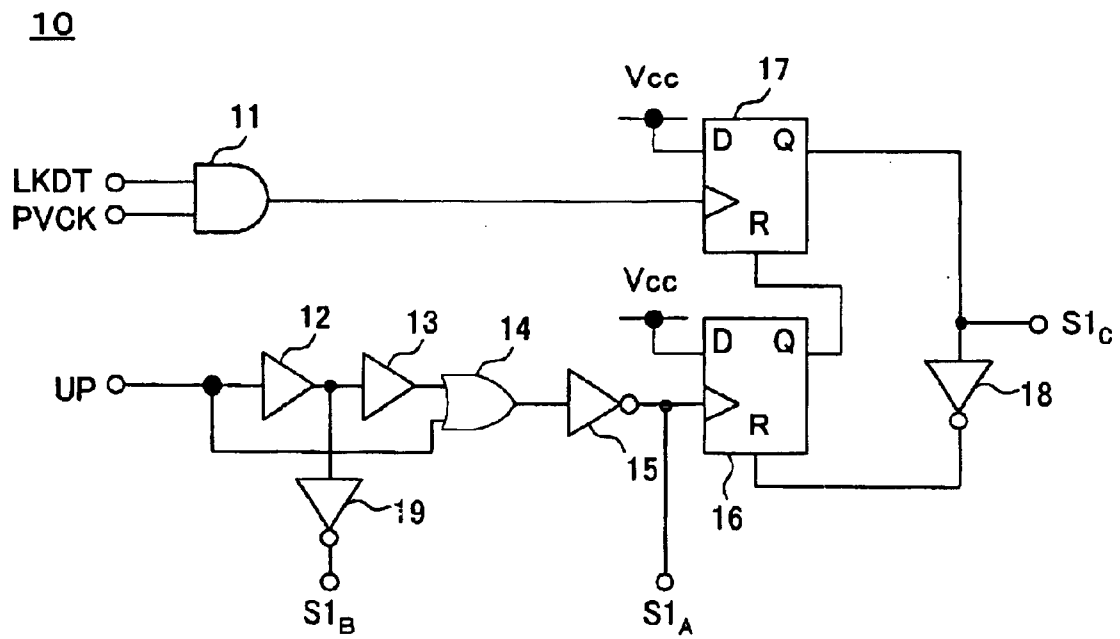 10
11
LKDT
PVCK
Vcc
17
D Q
R
Vcc
D Q
R
16
UP
12
13
14
15
19
18
S1B
S1A
S1C